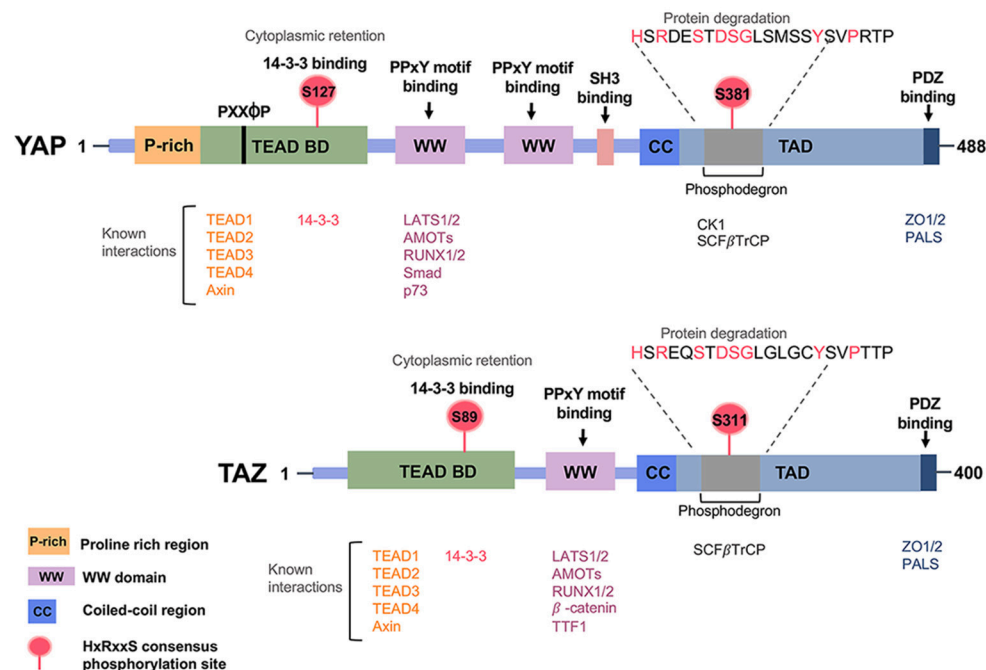 Protein degradation
HSRDESTDSGLSMSSYSVPRTP
Cytoplasmic retention
14-3-3 binding
PPxY motif
binding
PPxY motif
binding
SH3
binding
PDZ
binding
S127
S381
PXXϕP
YAP 1 P-rich TEAD BD WW WW CC TAD 488
Phosphodegron
Known
interactions
TEAD1
TEAD2
TEAD3
TEAD4
Axin
14-3-3
LATS1/2
AMOTs
RUNX1/2
Smad
p73
CK1
SCFβTrCP
ZO1/2
PALS
Protein degradation
HSREQSTDSGLGLGCYSVPTTP
Cytoplasmic retention
14-3-3 binding
PPxY motif
binding
PDZ
binding
S89
S311
TAZ 1 TEAD BD WW CC TAD 400
Phosphodegron
Known
interactions
TEAD1
TEAD2
TEAD3
TEAD4
Axin
14-3-3
LATS1/2
AMOTs
RUNX1/2
β -catenin
TTF1
SCFβTrCP
ZO1/2
PALS
P-rich Proline rich region
WW WW domain
CC Coiled-coil region
HxRxxS consensus
phosphorylation site